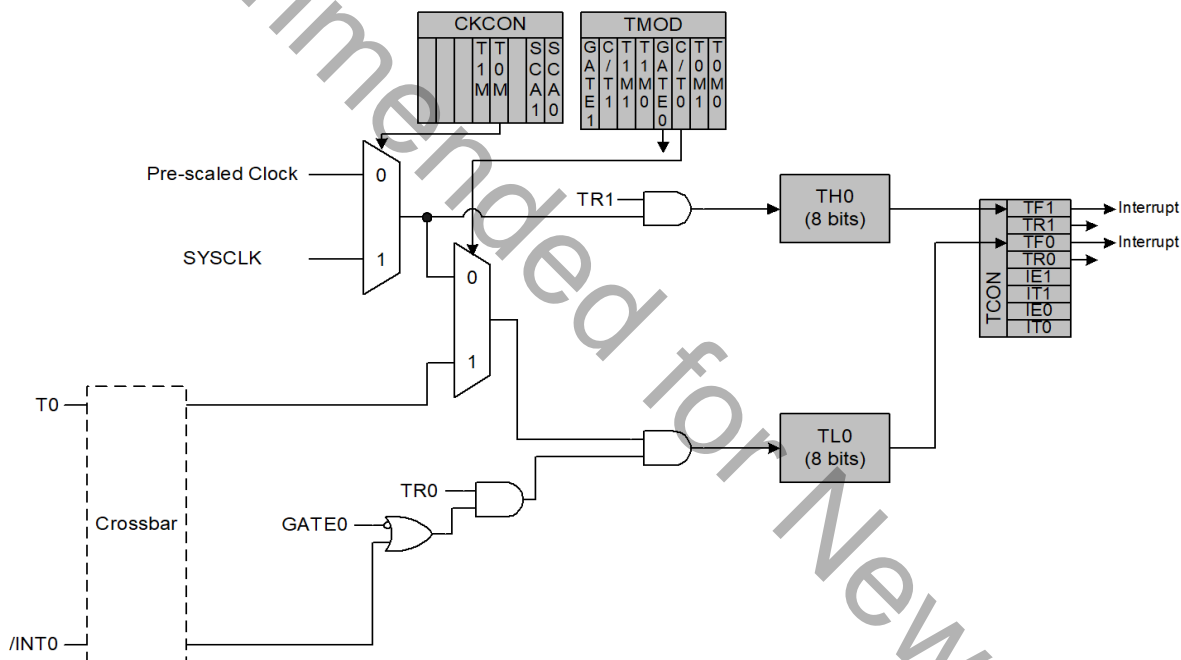 CKCON
T1M
T0M
SCA1
SCA0
TMOD
GATE1
C/T1
T1M1
T1M0
GATE0
C/T0
T0M1
T0M0
Pre-scaled Clock
0
SYSCLK
1
TR1
TH0
(8 bits)
TCON
TF1
TR1
TF0
TR0
IE1
IT1
IE0
IT0
Interrupt
Interrupt
0
1
T0
Crossbar
/INT0
TR0
GATE0
TL0
(8 bits)
mmended for New